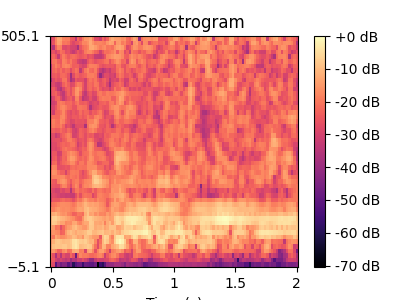 Mel Spectrogram
505.1
-5.1
0
0.5
1
1.5
2
+0 dB
-10 dB
-20 dB
-30 dB
-40 dB
-50 dB
-60 dB
-70 dB